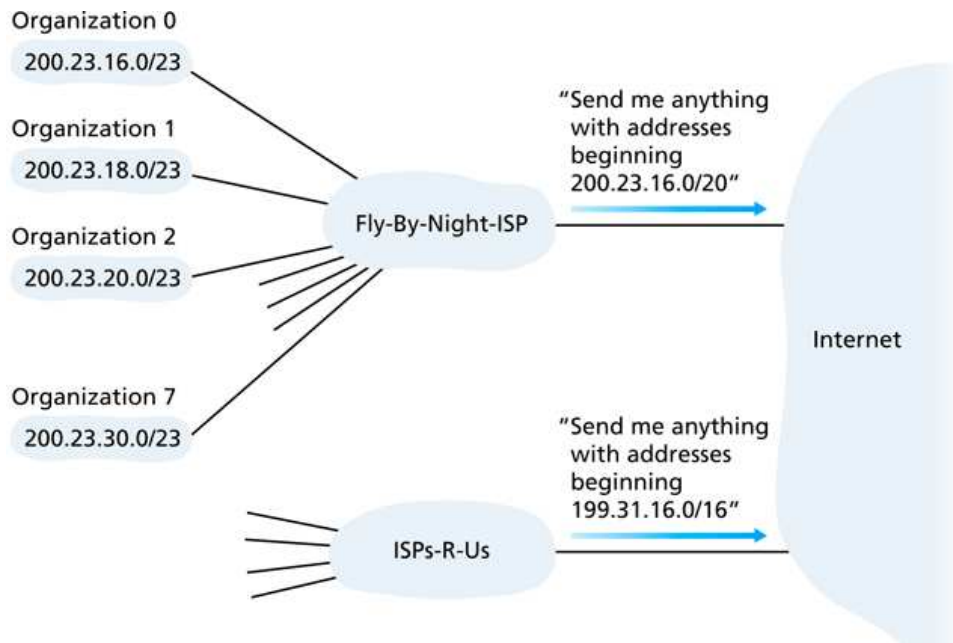 Organization 0
200.23.16.0/23
Organization 1
200.23.18.0/23
Organization 2
200.23.20.0/23
Organization 7
200.23.30.0/23
Fly-By-Night-ISP
"Send me anything
with addresses
beginning
200.23.16.0/20"
Internet
ISPs-R-Us
"Send me anything
with addresses
beginning
199.31.16.0/16"